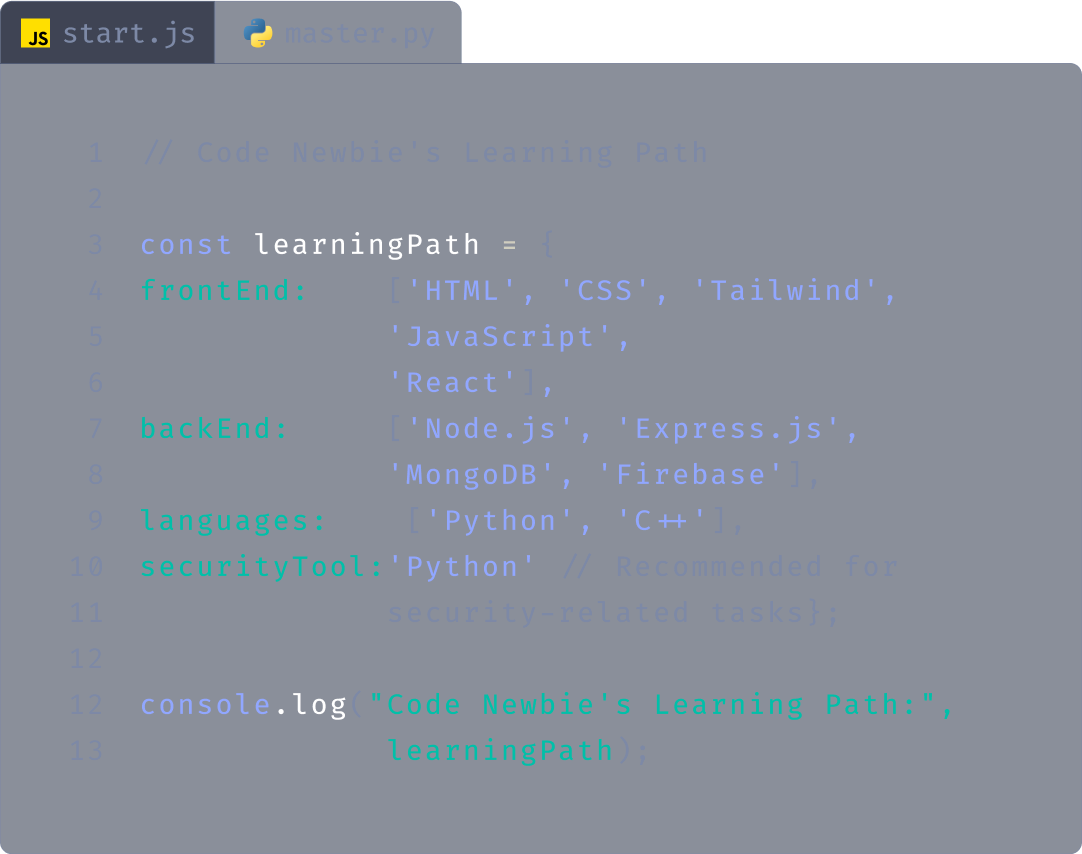 JS start.js master.py
1 // Code Newbie's Learning Path
2
3 const learningPath = {
4 frontEnd: ['HTML', 'CSS', 'Tailwind',
5 'JavaScript',
6 'React'],
7 backEnd: ['Node.js', 'Express.js',
8 'MongoDB', 'Firebase'],
9 languages: ['Python', 'C++'],
10 securityTool:'Python' // Recommended for
11 security-related tasks};
12
12 console.log("Code Newbie's Learning Path:",
13 learningPath);